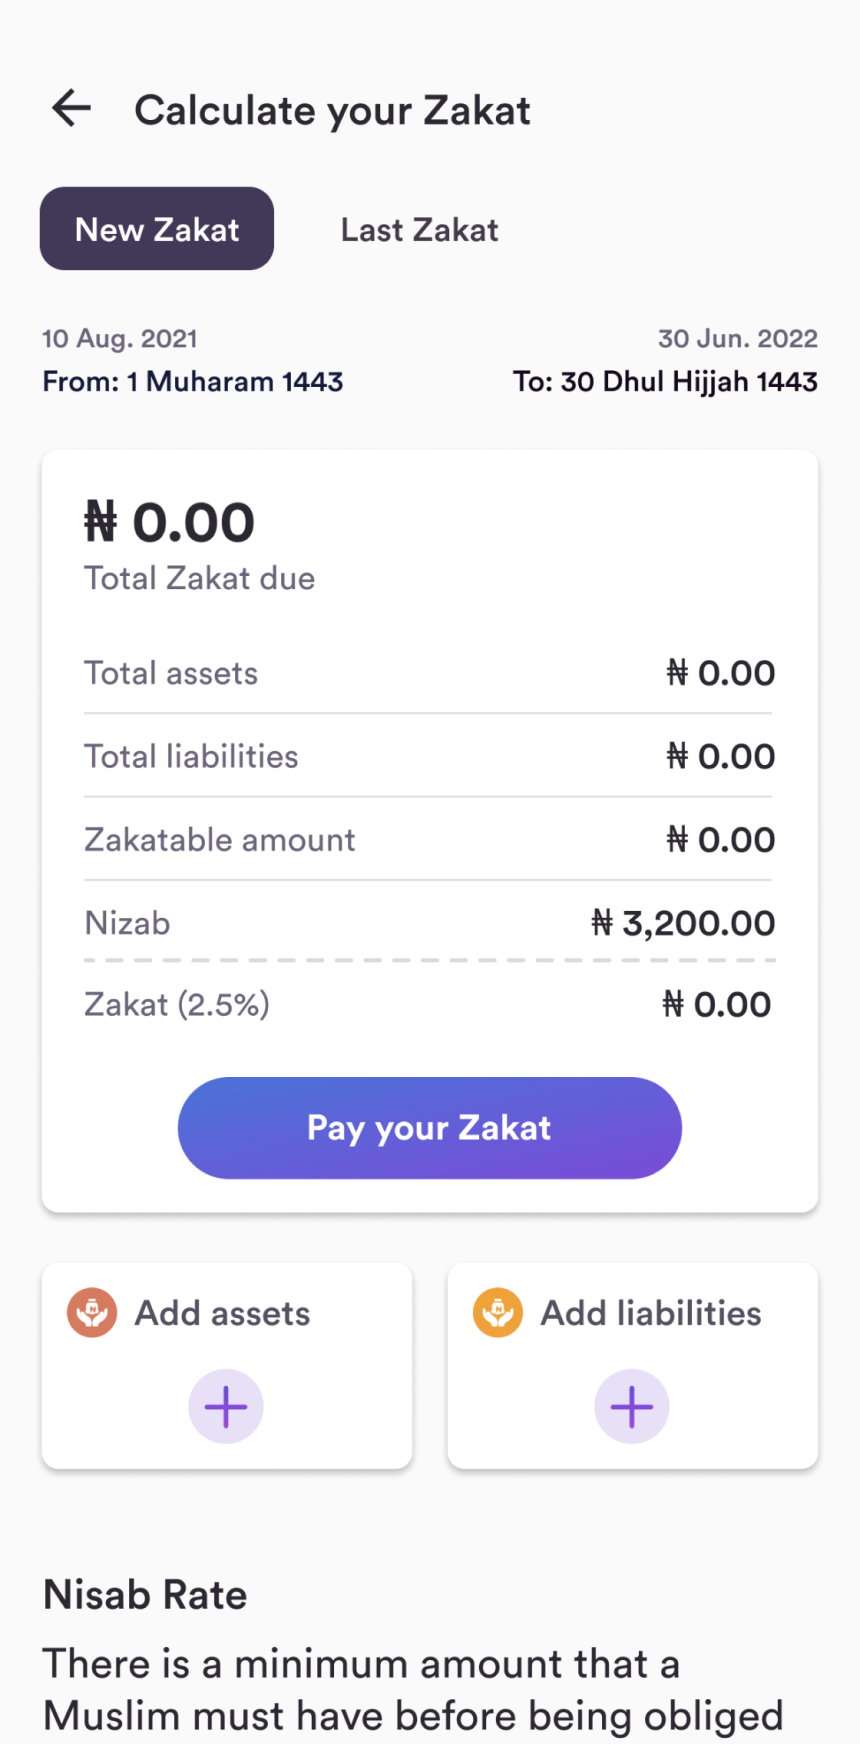 Calculate your Zakat
New Zakat
Last Zakat
10 Aug. 2021
30 Jun. 2022
From: 1 Muharam 1443
To: 30 Dhul Hijjah 1443
₦ 0.00
Total Zakat due
Total assets ₦ 0.00
Total liabilities ₦ 0.00
Zakatable amount ₦ 0.00
Nizab ₦ 3,200.00
Zakat (2.5%) ₦ 0.00
Pay your Zakat
Add assets
Add liabilities
Nisab Rate
There is a minimum amount that a
Muslim must have before being obliged